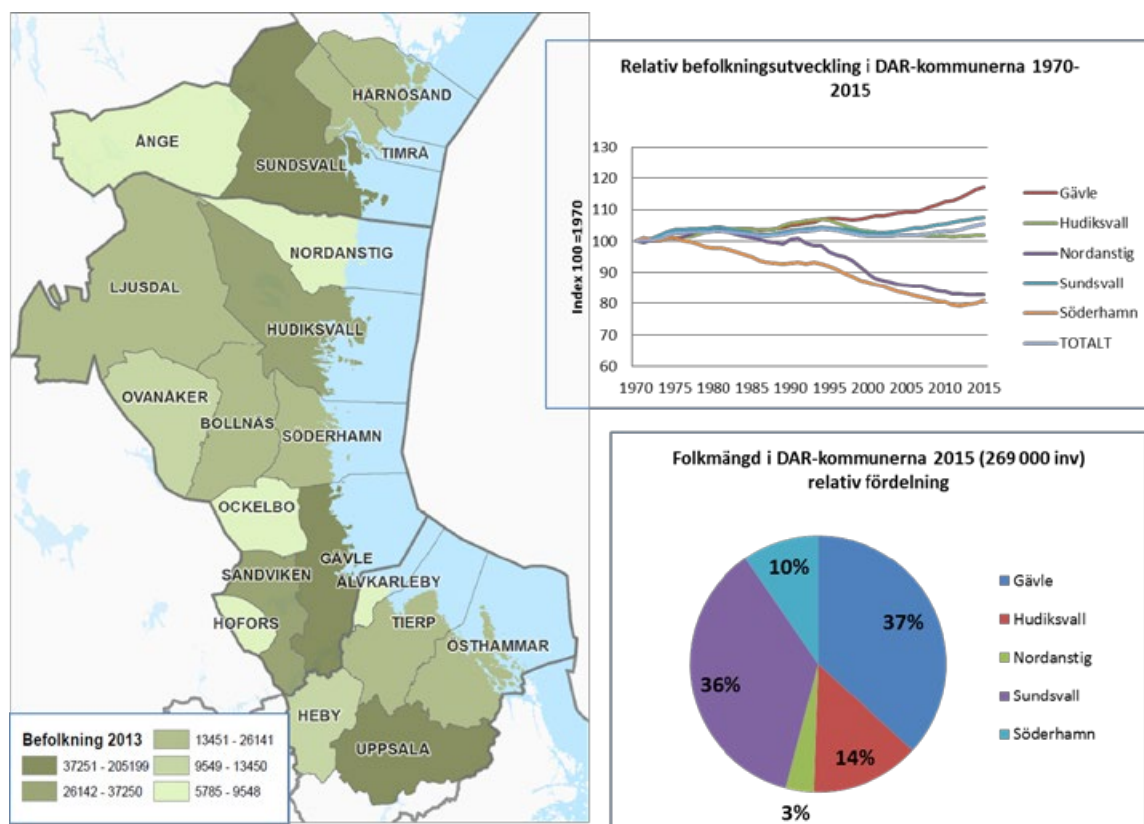 HÄRNÖSAND
ÅNGE
TIMRÅ
SUNDSVALL
NORDANSTIG
LJUSDAL
HUDIKSVALL
OVANÅKER
BOLLNÄS
SÖDERHAMN
OCKELBO
GÄVLE
SANDVIKEN
ÄLVKARLEBY
HOFORS
TIERP
ÖSTHAMMAR
HEBY
UPPSALA
Befolkning 2013
37251 - 205199
26142 - 37250
13451 - 26141
9549 - 13450
5785 - 9548
Relativ befolkningsutveckling i DAR-kommunerna 1970-
2015
Index 100=1970
130
120
110
100
90
80
70
60
1970 1975 1980 1985 1990 1995 2000 2005 2010 2015
Gävle
Hudiksvall
Nordanstig
Sundsvall
Söderhamn
TOTALT
Folkmängd i DAR-kommunerna 2015 (269 000 inv)
relativ fördelning
10%
37%
36%
14%
3%
Gävle
Hudiksvall
Nordanstig
Sundsvall
Söderhamn